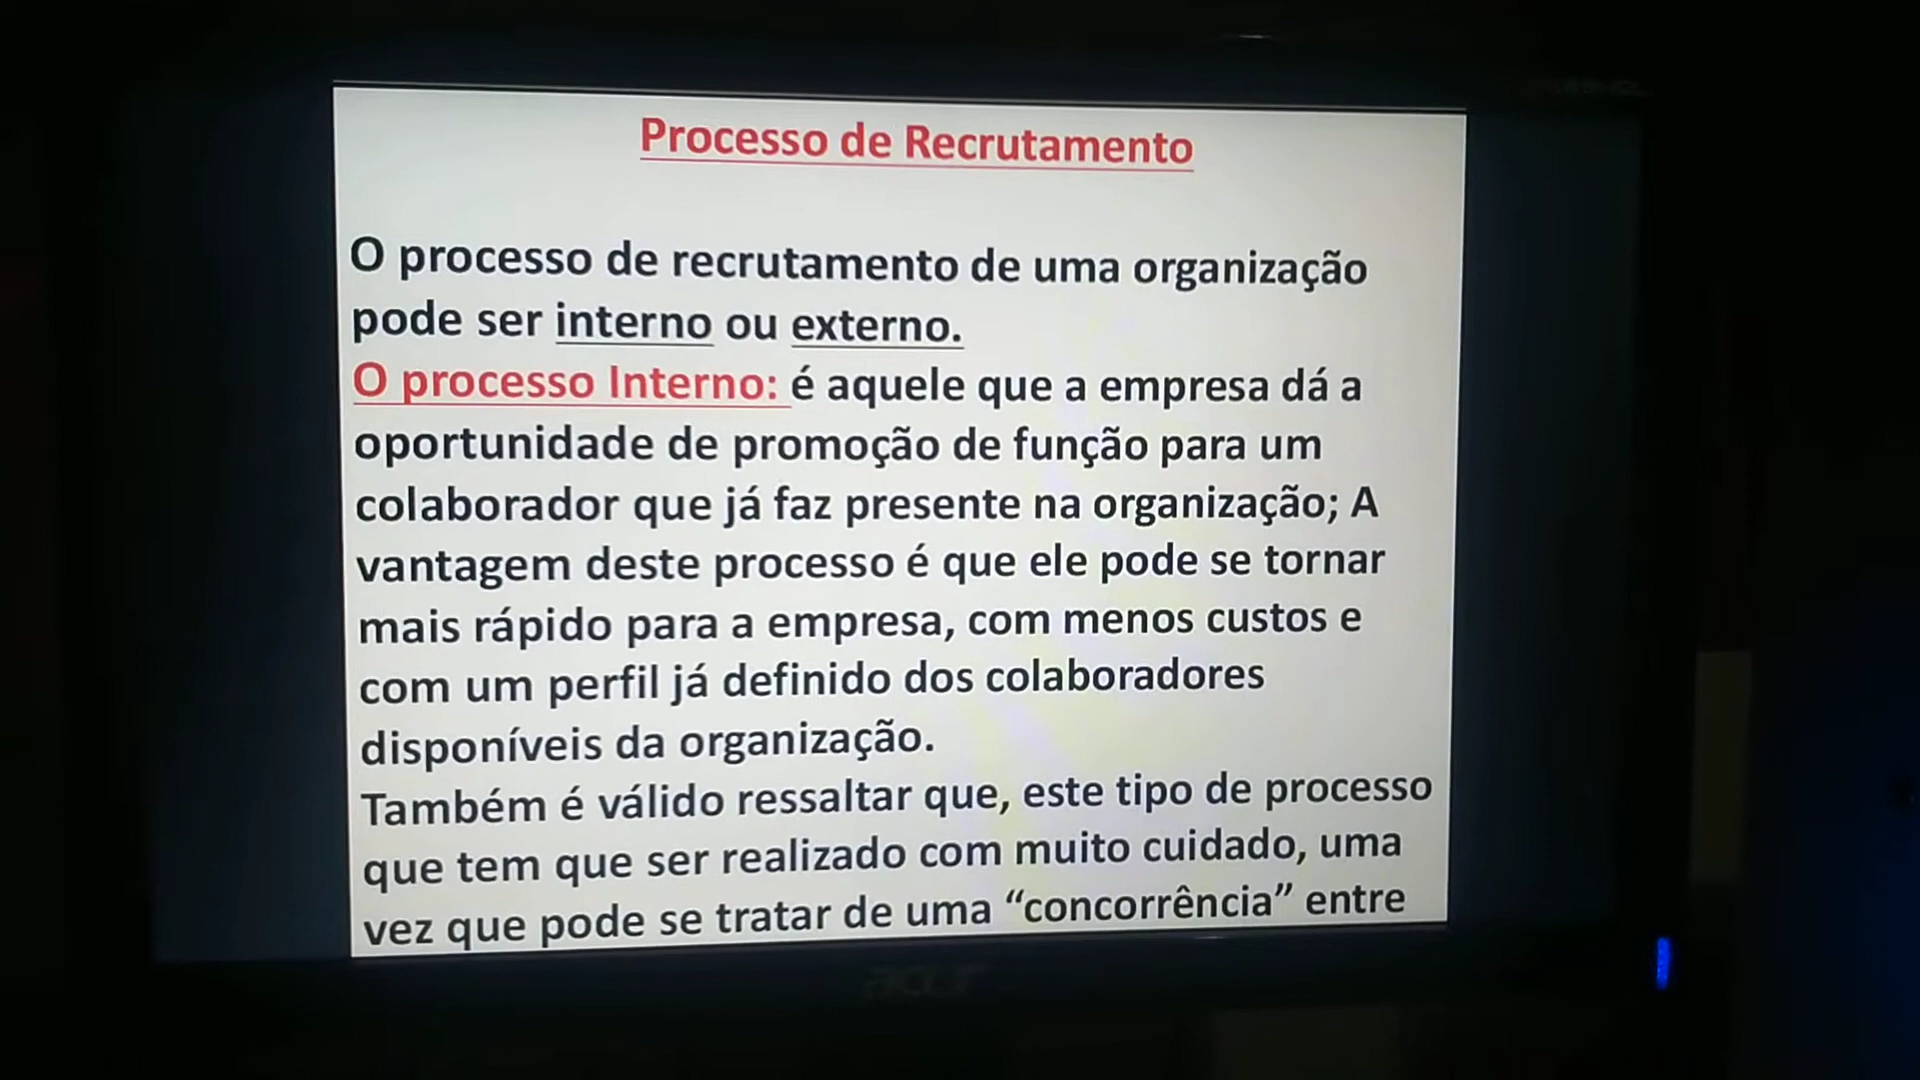 Processo de Recrutamento
O processo de recrutamento de uma organização
pode ser interno ou externo.
O processo Interno: é aquele que a empresa dá a
oportunidade de promoção de função para um
colaborador que já faz presente na organização; A
vantagem deste processo é que ele pode se tornar
mais rápido para a empresa, com menos custos e
com um perfil já definido dos colaboradores
disponíveis da organização.
Também é válido ressaltar que, este tipo de processo
que tem que ser realizado com muito cuidado, uma
vez que pode se tratar de uma “concorrência” entre
acer